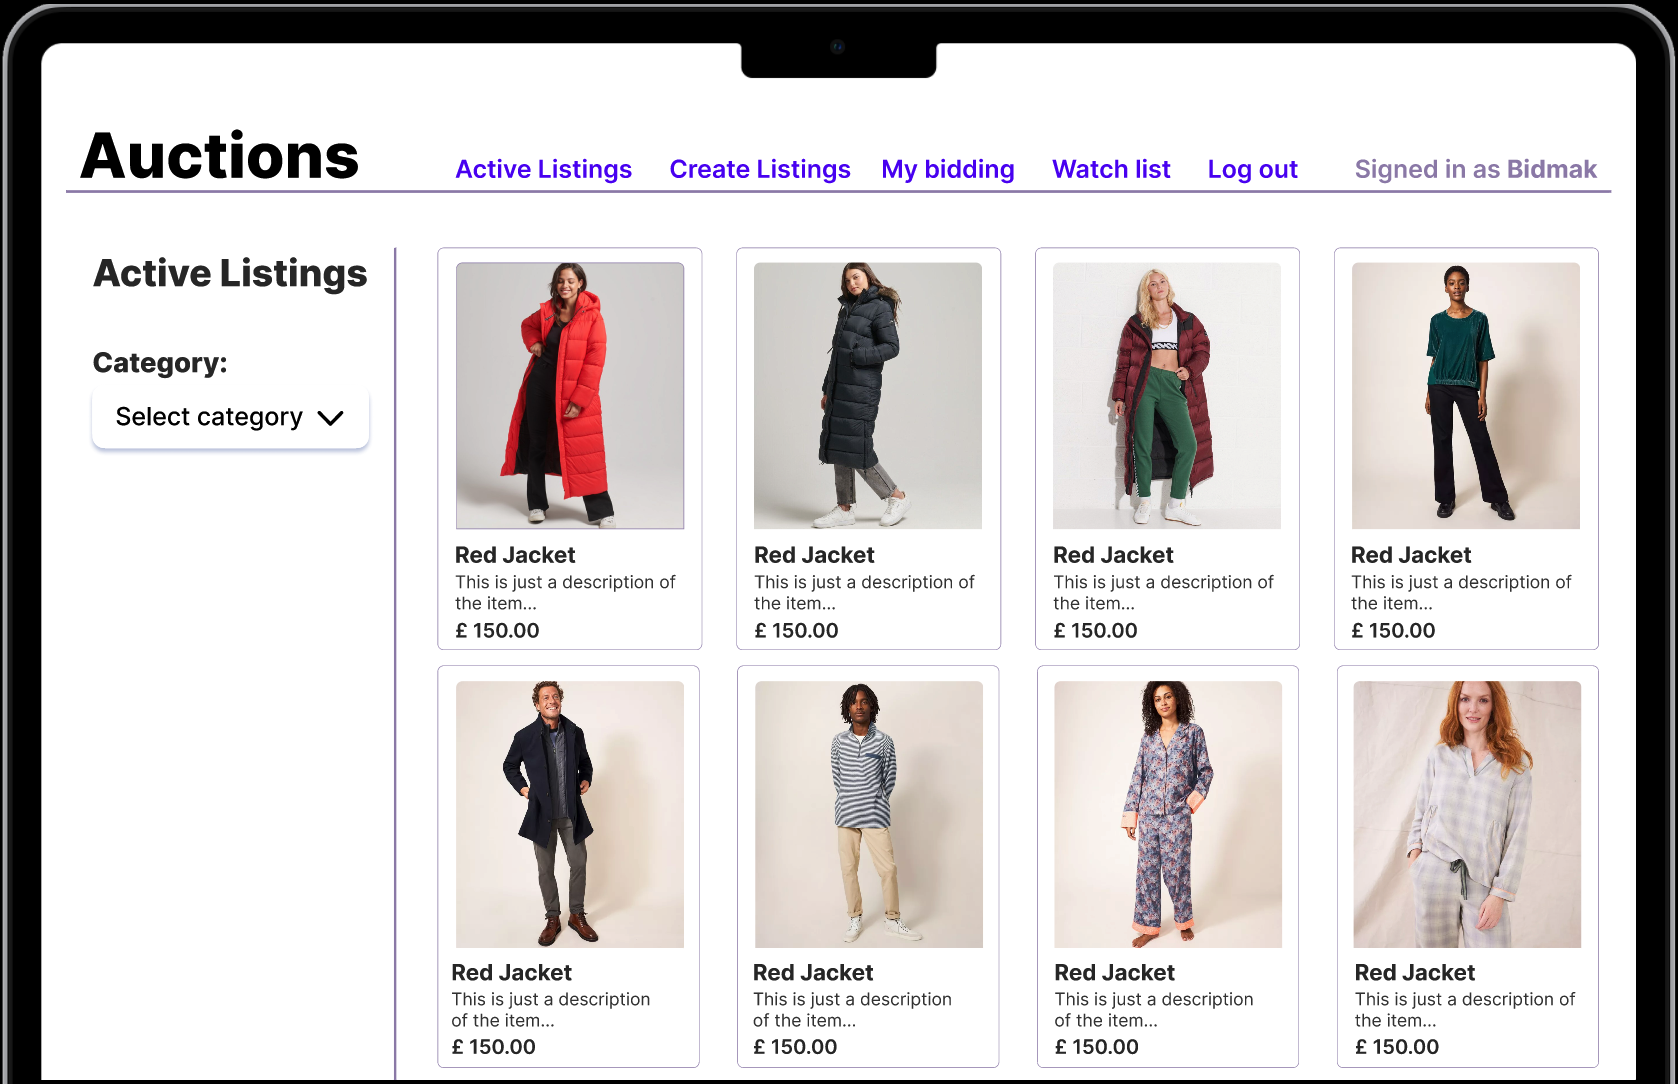 Auctions
Active Listings
Create Listings
My bidding
Watch list
Log out
Signed in as Bidmak
Active Listings
Category:
Select category
Red Jacket
This is just a description of
the item...
£ 150.00
Red Jacket
This is just a description of
the item...
£ 150.00
Red Jacket
This is just a description of
the item...
£ 150.00
Red Jacket
This is just a description of
the item...
£ 150.00
Red Jacket
This is just a description
of the item...
£ 150.00
Red Jacket
This is just a description
of the item...
£ 150.00
Red Jacket
This is just a description
of the item...
£ 150.00
Red Jacket
This is just a description of
the item...
£ 150.00